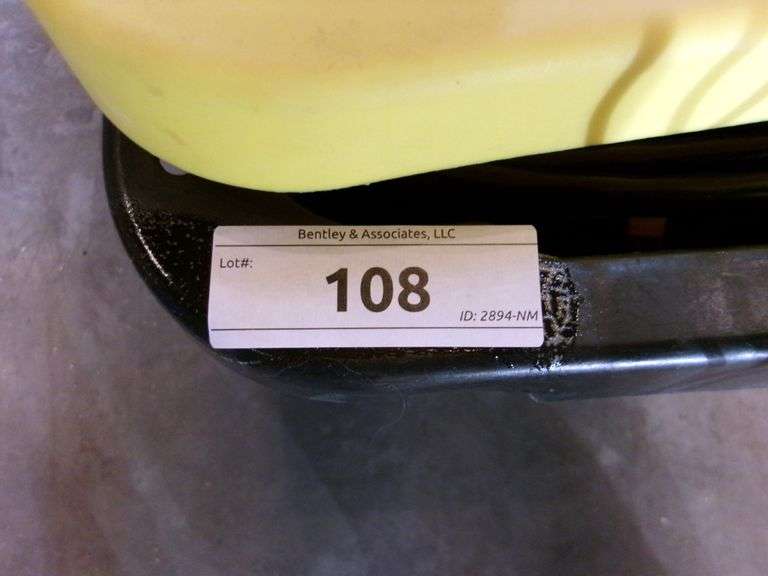 Bentley & Associates, LLC
Lot#:
108
ID: 2894-NM